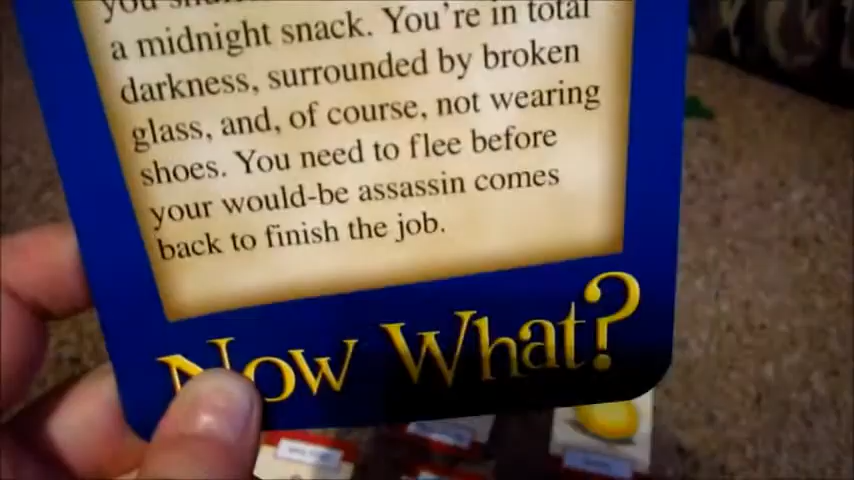 you
a midnight snack. You're in total
darkness, surrounded by broken
glass, and, of course, not wearing
shoes. You need to flee before
your would-be assassin comes
back to finish the job.
Now What?